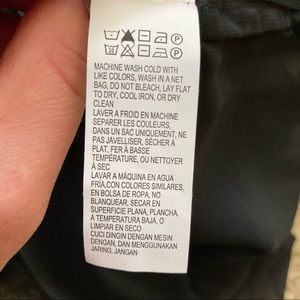 MACHINE WASH COLD WITH
LIKE COLORS, WASH IN A NET
BAG, DO NOT BLEACH, LAY FLAT
TO DRY, COOL IRON, OR DRY
CLEAN
LAVER A FROID EN MACHINE
SEPARER LES COULEURS,
DANS UN SAC UNIQUEMENT, NE
PAS JAVELLISER, SÉCHER À
PLAT, FER À BASSE
TEMPÉRATURE, OU NETTOYER
À SEC
LAVAR A MÁQUINA EN AGUA
FRÍA,CON COLORES SIMILARES,
EN BOLSA DE ROPA, NO
BLANQUEAR, SECAR EN
SUPERFICIE PLANA, PLANCHA,
A TEMPERATURA BAJA, O
LIMPIAR EN SECO
CUCI DINGIN DENGAN MESIN
DENGAN, DAN MENGGUNAKAN
JARING, JANGAN